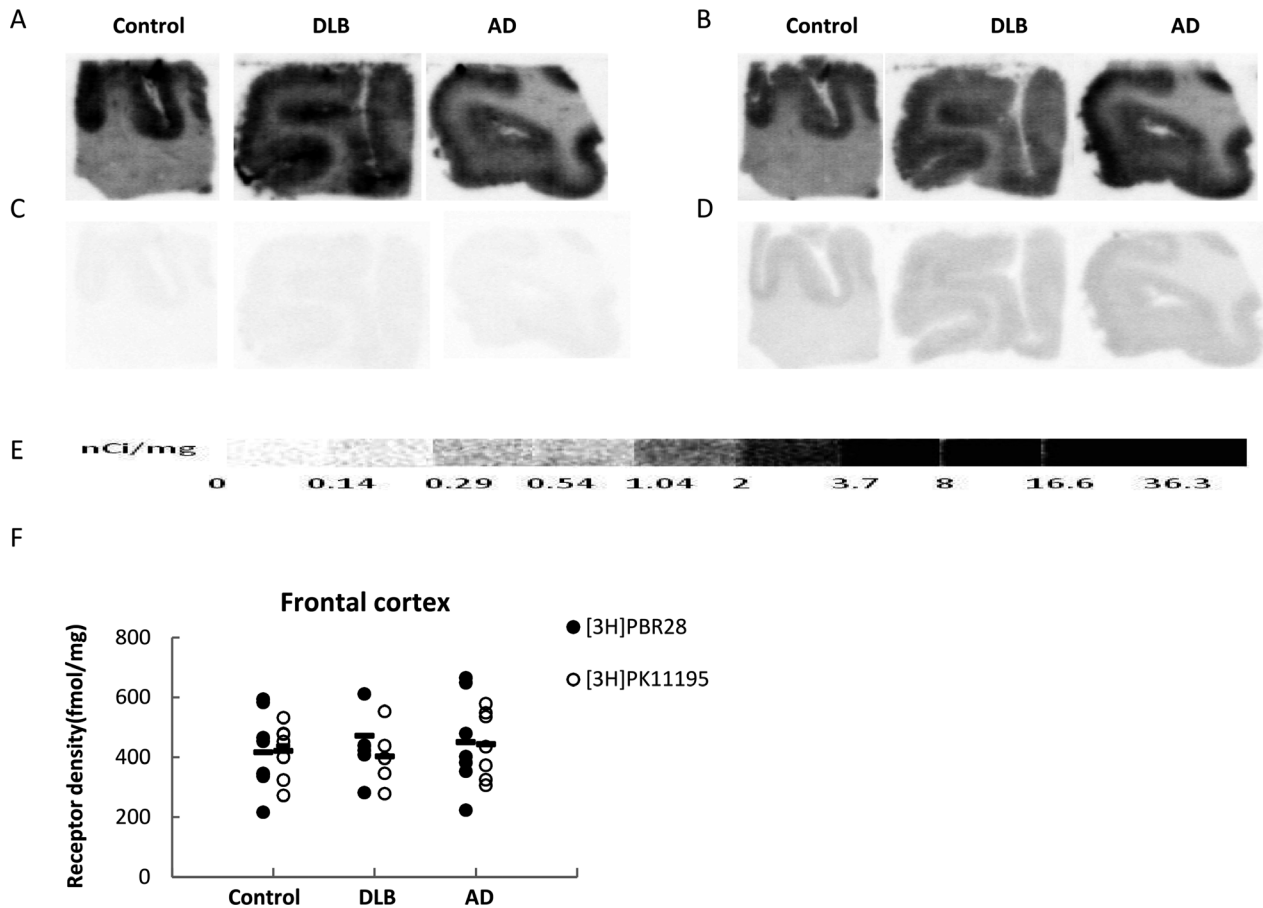 A
Control DLB AD
B
Control DLB AD
C
D
E
nCi/mg
0 0.14 0.29 0.54 1.04 2 3.7 8 16.6 36.3
F
Frontal cortex
Receptor density(fmol/mg)
800
600
400
200
0
Control DLB AD
[3H]PBR28
[3H]PK11195